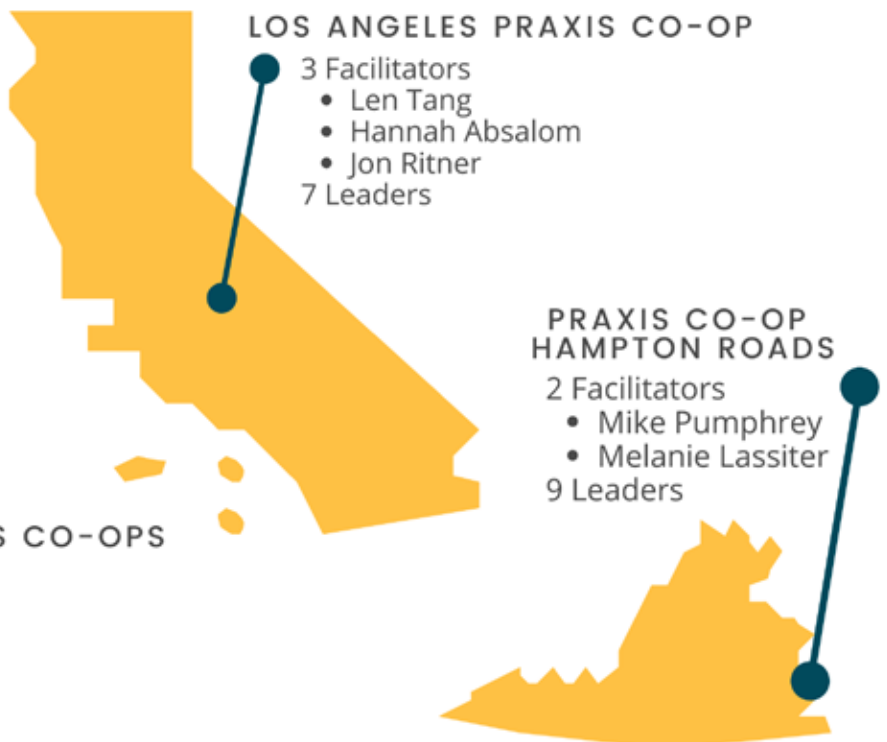 LOS ANGELES PRAXIS CO-OP
3 Facilitators
• Len Tang
• Hannah Absalom
• Jon Ritner
7 Leaders
PRAXIS CO-OP
HAMPTON ROADS
2 Facilitators
• Mike Pumphrey
• Melanie Lassiter
9 Leaders
S CO-OPS